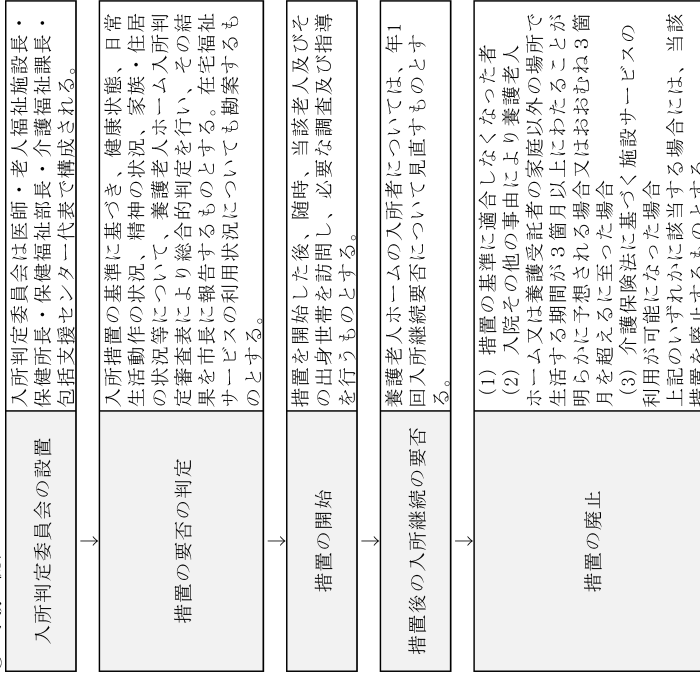 入所判定委員会の設置
入所判定委員会は医師・老人福祉施設長・
保健所長・保健福祉部長・介護福祉課長・
包括支援センター代表で構成される。
↓
措置の要否の判定
入所措置の基準に基づき、健康状態、日常
生活動作の状況、精神の状況、家族・住居
の状況等について、養護老人ホーム入所判
定審査表により総合的判定を行い、その結
果を市長に報告するものとする。在宅福祉
サービスの利用状況についても勘案するも
のとする。
↓
措置の開始
措置を開始した後、随時、当該老人及びそ
の出身世帯を訪問し、必要な調査及び指導
を行うものとする。
↓
措置後の入所継続の要否
養護老人ホームの入所者については、年1
回入所継続要否について見直すものとす
る。
↓
措置の廃止
(1) 措置の基準に適合しなくなった者
(2) 入院その他の事由により養護老人
ホーム又は養護受託者の家庭以外の場所で
生活する期間が3箇月以上にわたることが
明らかに予想される場合又はおおむね3箇
月を超えるに至った場合
(3) 介護保険法に基づく施設サービスの
利用が可能になった場合
上記のいずれかに該当する場合には、当該
措置を廃止するものとする